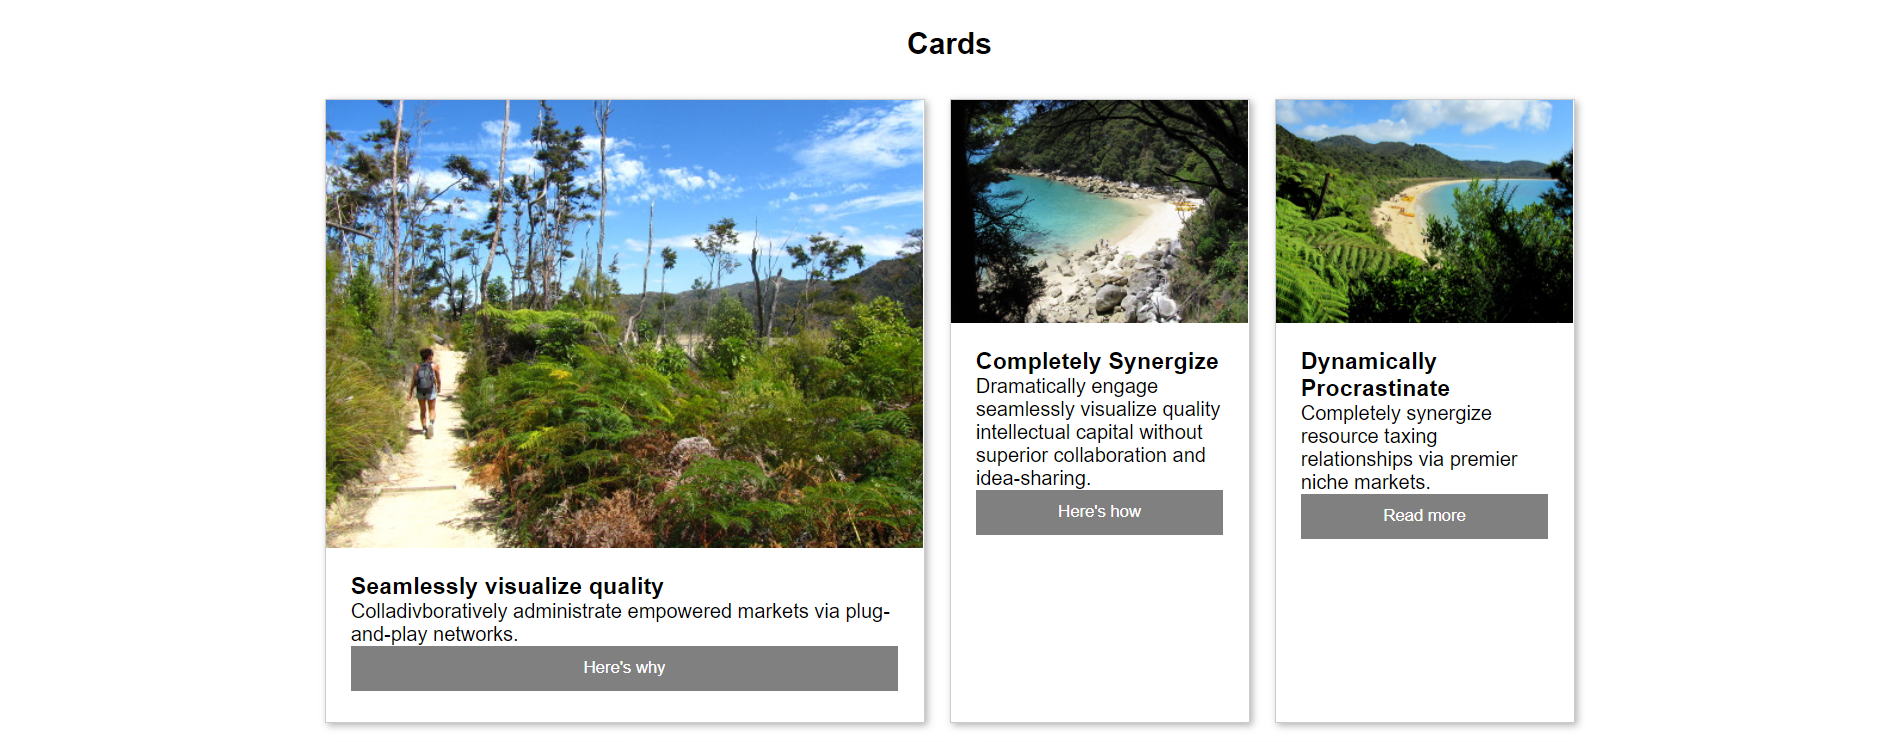 Cards
Seamlessly visualize quality
Colladivboratively administrate empowered markets via plug-
and-play networks.
Here's why
Completely Synergize
Dramatically engage
seamlessly visualize quality
intellectual capital without
superior collaboration and
idea-sharing.
Here's how
Dynamically
Procrastinate
Completely synergize
resource taxing
relationships via premier
niche markets.
Read more